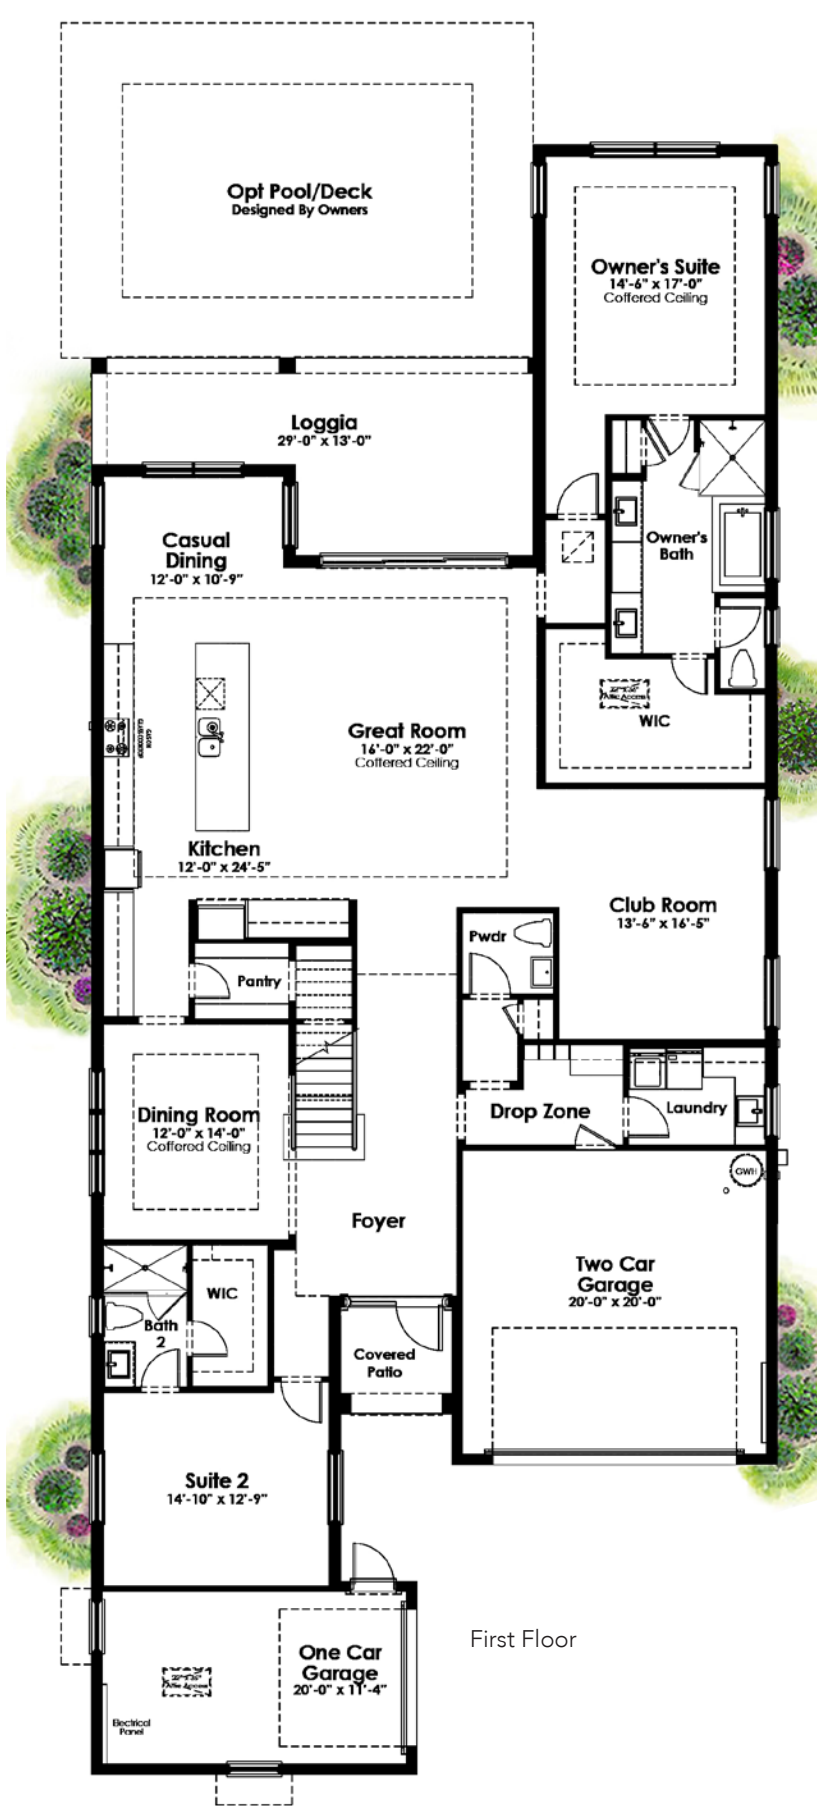 Opt Pool/Deck
Designed By Owners
Owner's Suite
14'-6" x 17'-0"
Coffered Ceiling
Loggia
29'-0" x 13'-0"
Casual
Dining
12'-0" x 10'-9"
Owner's
Bath
Attic Access
WIC
Great Room
16'-0" x 22'-0"
Coffered Ceiling
Kitchen
12'-0" x 24'-5"
Club Room
13'-6" x 16'-5"
Pwdr
Pantry
Dining Room
12'-0" x 14'-0"
Coffered Ceiling
Drop Zone
Laundry
GWH
Foyer
Two Car
Garage
20'-0" x 20'-0"
WIC
Bath
2
Covered
Patio
Suite 2
14'-10" x 12'-9"
First Floor
One Car
Garage
20'-0" x 11'-4"
Attic Access
Electrical
Panel